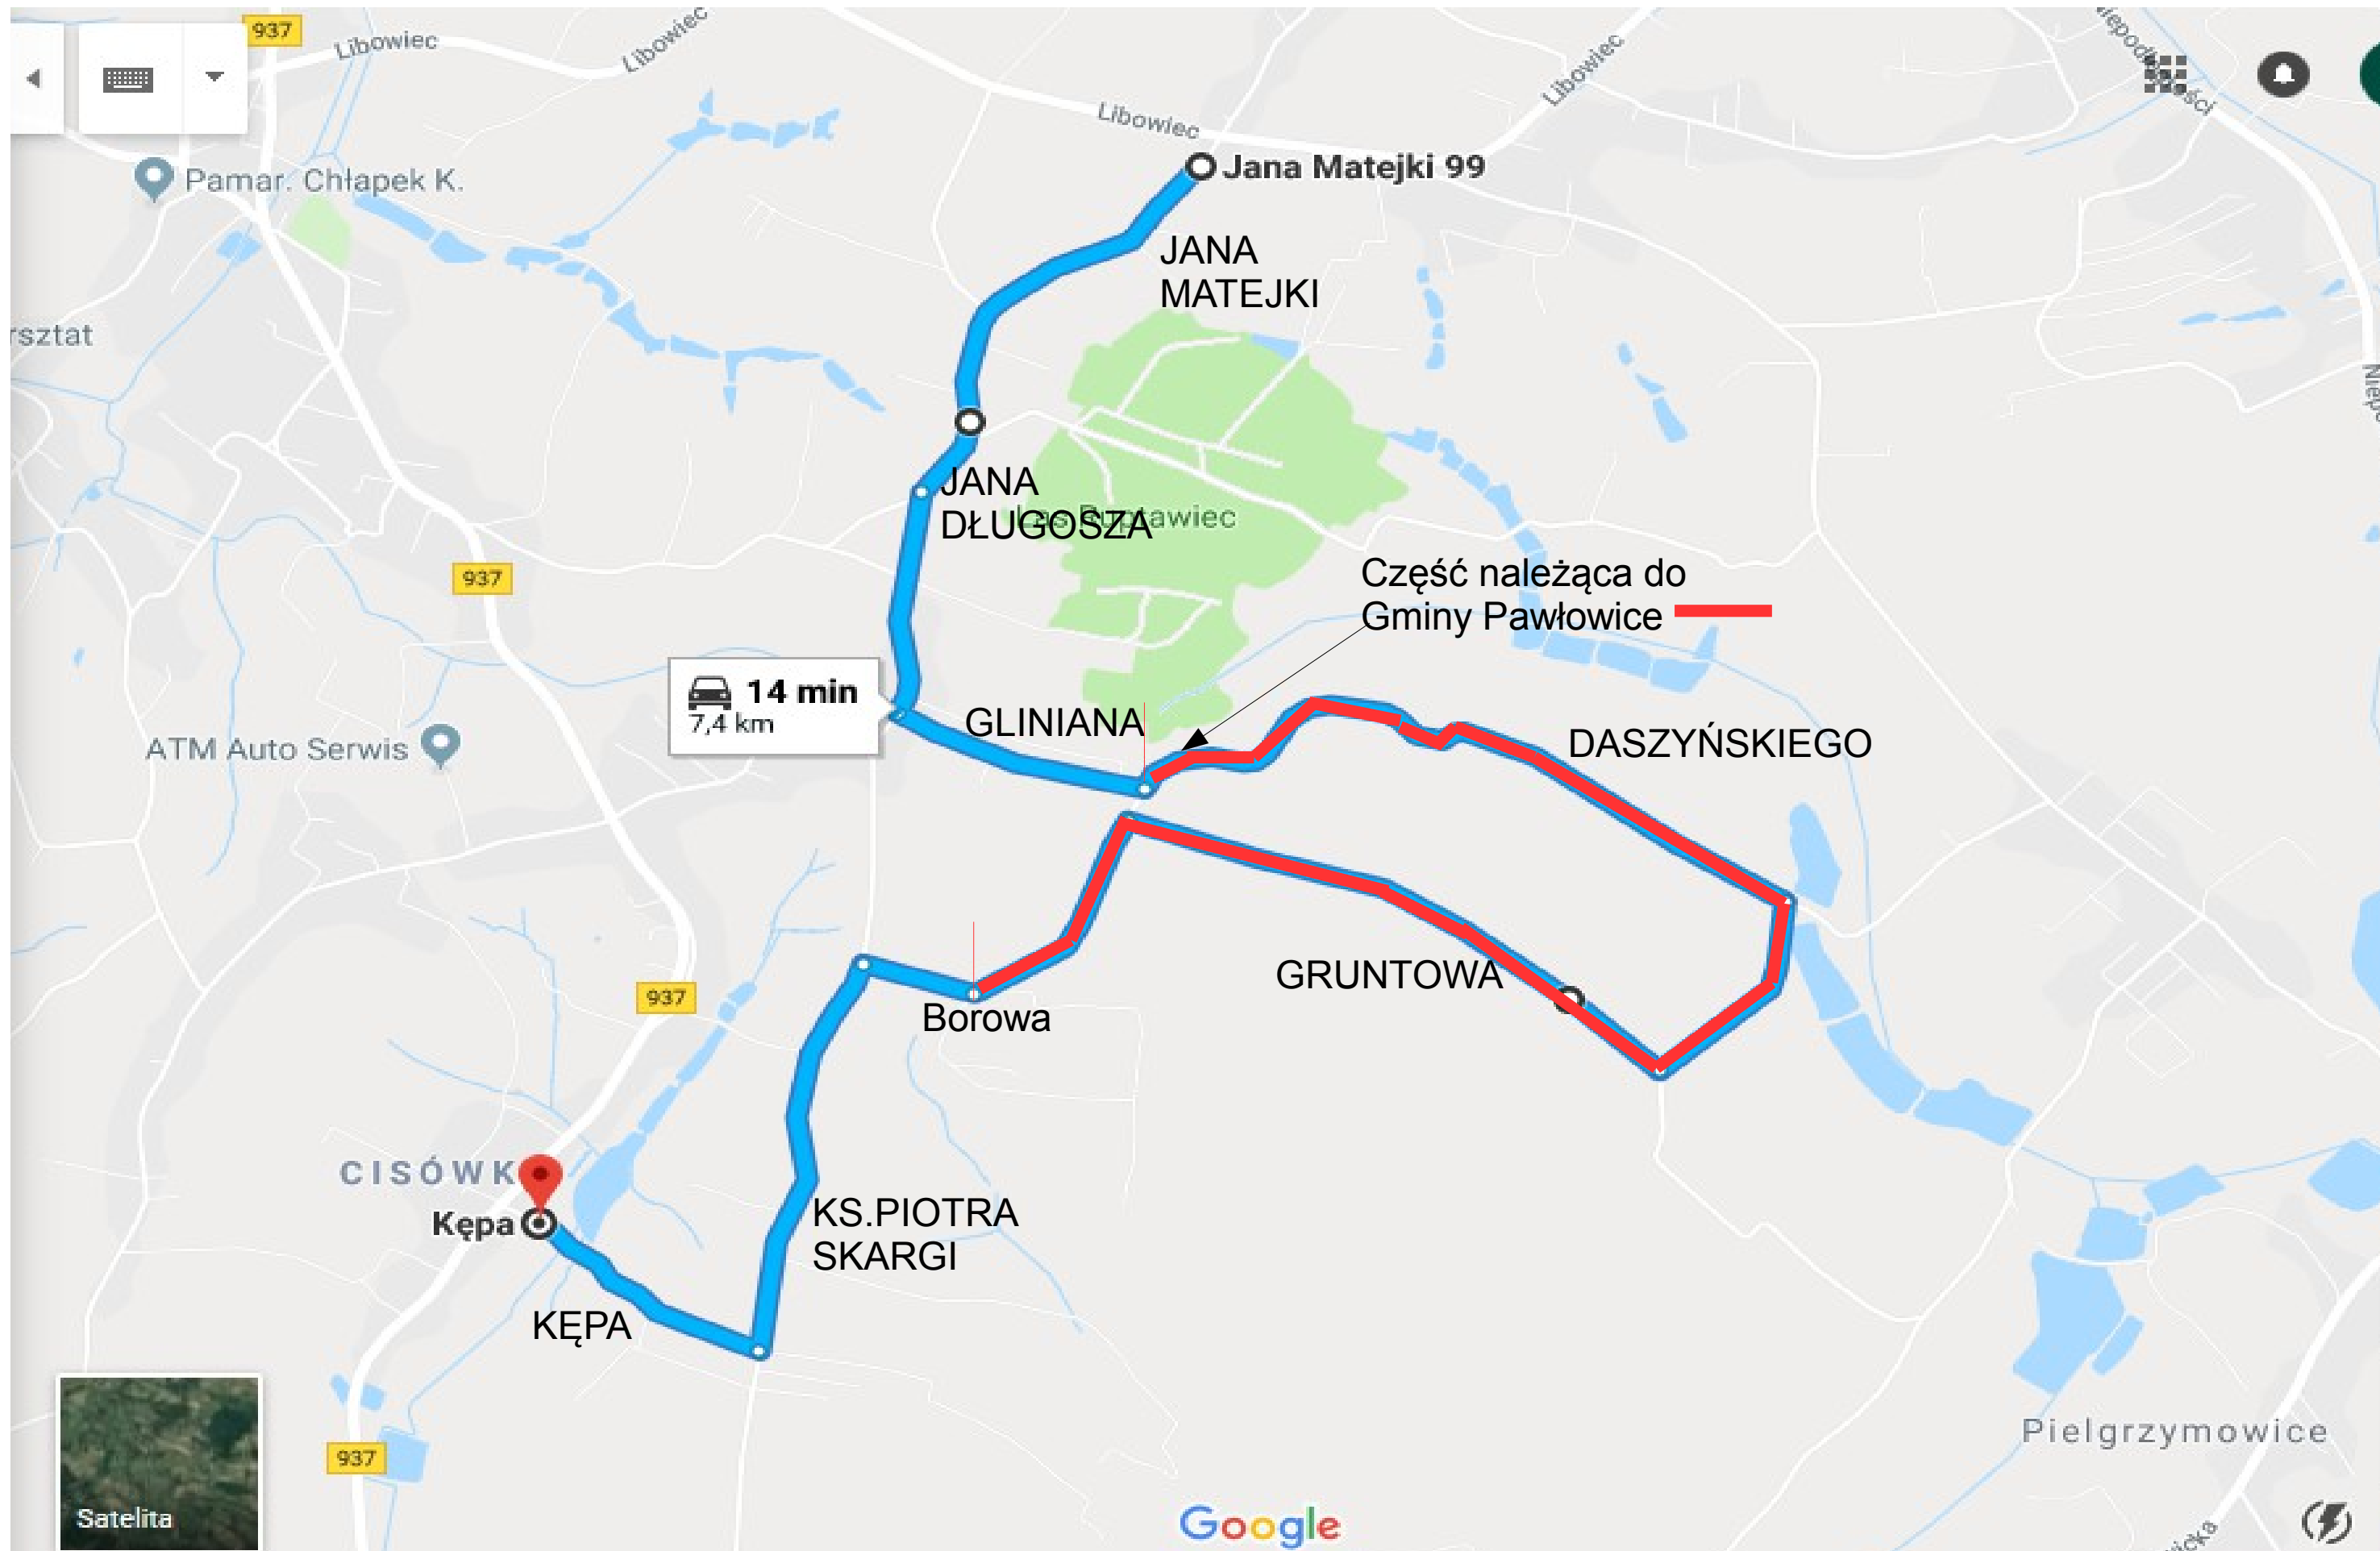 937
Libowiec
Libowiec
Libowiec
Libowiec
Pamar. Chłapek K.
Jana Matejki 99
JANA
MATEJKI
rsztat
JANA
DŁUGOSZA
Las Ruptawiec
937
Część należąca do
Gminy Pawłowice
14 min
7,4 km
GLINIANA
DASZYŃSKIEGO
ATM Auto Serwis
937
GRUNTOWA
Borowa
CISÓWK
Kępa
KS.PIOTRA
SKARGI
KĘPA
937
Pielgrzymowice
Satelita
Google